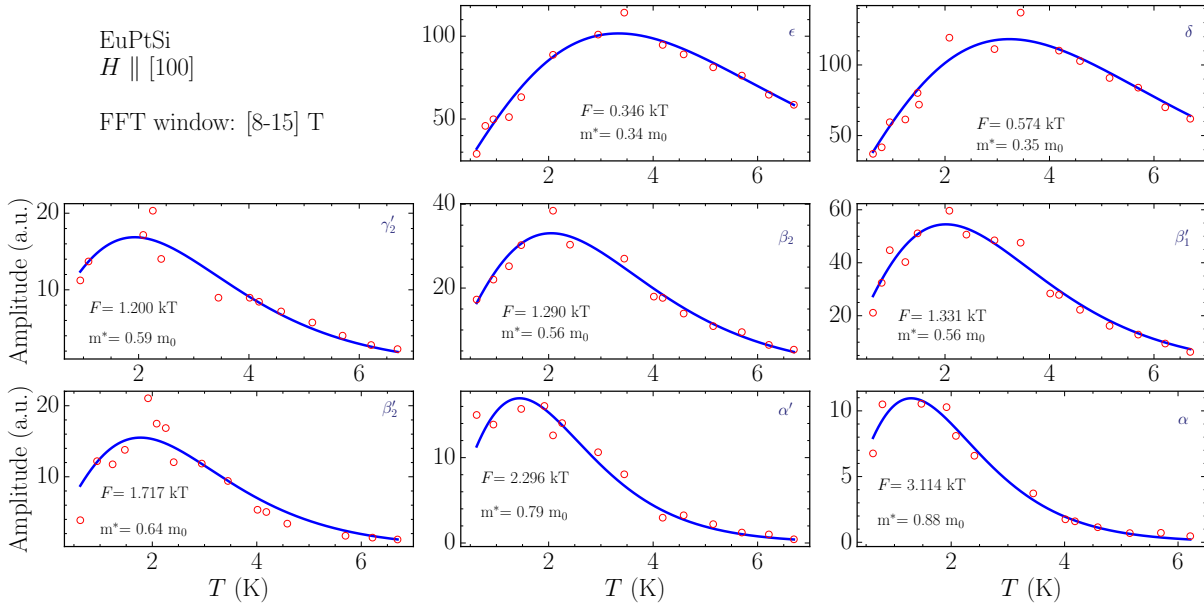 EuPtSi
H ∥ [100]
FFT window: [8-15] T
100
50
ϵ
F= 0.346 kT
m*= 0.34 m₀
2
4
6
100
50
δ
F= 0.574 kT
m*= 0.35 m₀
2
4
6
Amplitude (a.u.)
20
10
γ₂′
F= 1.200 kT
m*= 0.59 m₀
2
4
6
40
20
β₂
F= 1.290 kT
m*= 0.56 m₀
2
4
6
60
40
20
β₁′
F= 1.331 kT
m*= 0.56 m₀
2
4
6
Amplitude (a.u.)
20
10
β₂′
F= 1.717 kT
m*= 0.64 m₀
2
4
6
T (K)
10
0
α′
F= 2.296 kT
m*= 0.79 m₀
2
4
6
T (K)
10
5
0
α
F= 3.114 kT
m*= 0.88 m₀
2
4
6
T (K)